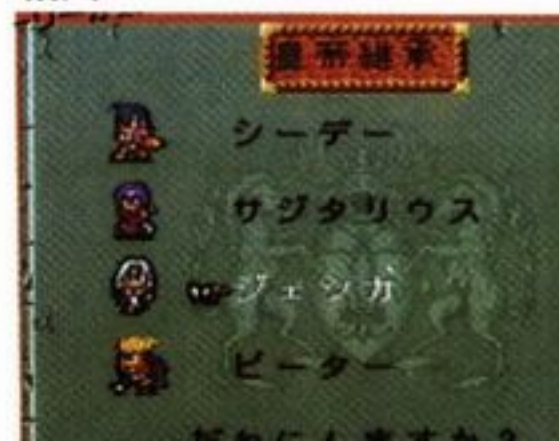 皇帝継承
シーデー
サジタリウス
ジェシカ
ピーター